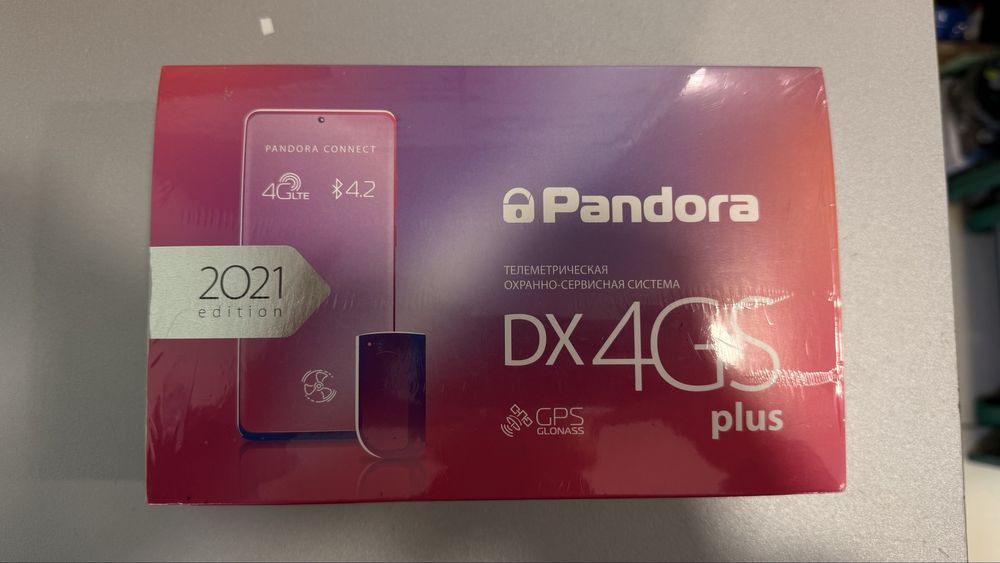 PANDORA CONNECT
4G LTE 4.2
2021
edition
Pandora
ТЕЛЕМЕТРИЧЕСКАЯ
ОХРАННО-СЕРВИСНАЯ СИСТЕМА
DX 4GS
plus
GPS
GLONASS